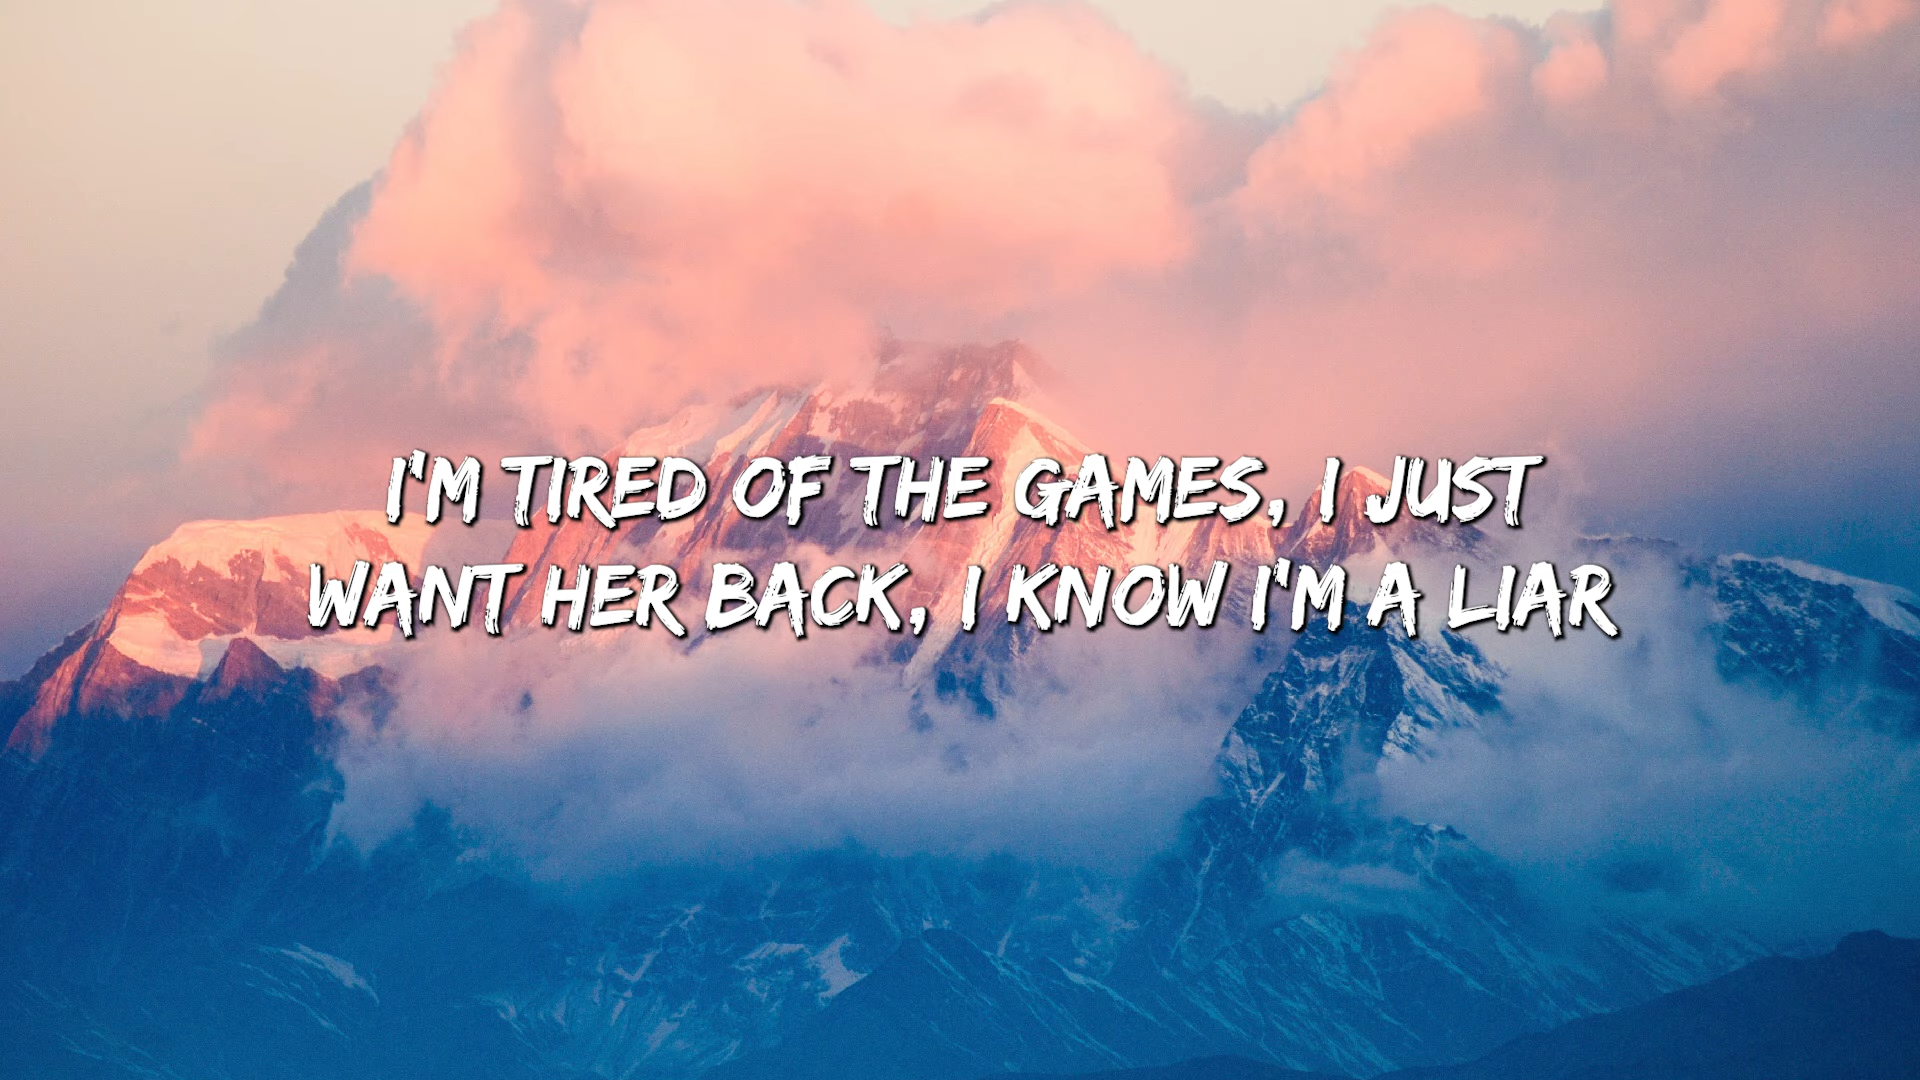 I'M TIRED OF THE GAMES, I JUST
WANT HER BACK, I KNOW I'M A LIAR